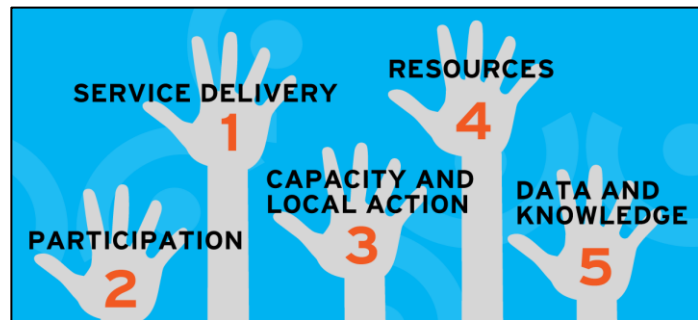 SERVICE DELIVERY
1
PARTICIPATION
2
CAPACITY AND
LOCAL ACTION
3
RESOURCES
4
DATA AND
KNOWLEDGE
5